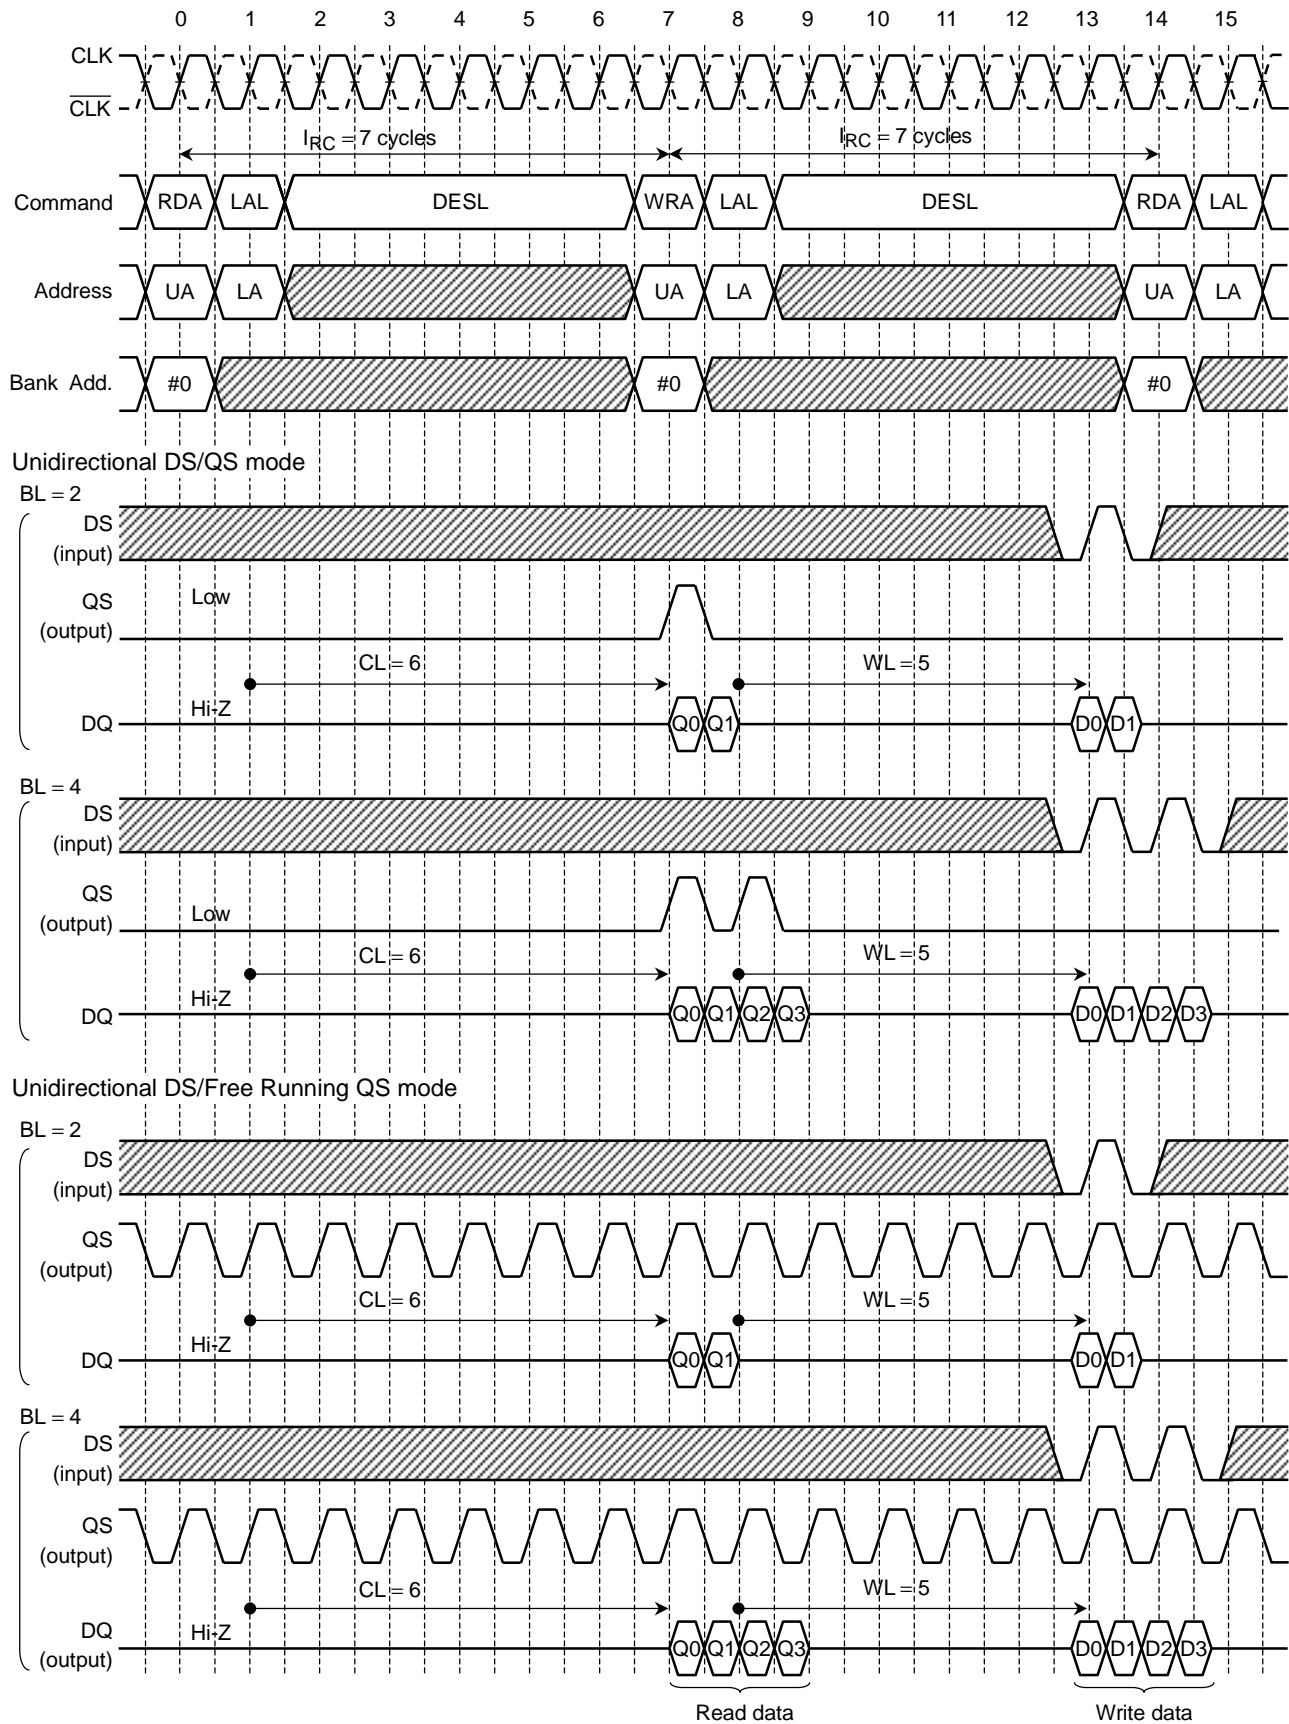 0 1 2 3 4 5 6 7 8 9 10 11 12 13 14 15
CLK
CLK
IRC = 7 cycles IRC = 7 cycles
Command RDA LAL DESL WRA LAL DESL RDA LAL
Address UA LA UA LA UA LA
Bank Add. #0 #0 #0
Unidirectional DS/QS mode
BL = 2
DS
(input)
QS
(output)
Low
CL = 6 WL = 5
Hi-Z
DQ Q0 Q1 D0 D1
BL = 4
DS
(input)
QS
(output)
Low
CL = 6 WL = 5
Hi-Z
DQ Q0 Q1 Q2 Q3 D0 D1 D2 D3
Unidirectional DS/Free Running QS mode
BL = 2
DS
(input)
QS
(output)
CL = 6 WL = 5
Hi-Z
DQ Q0 Q1 D0 D1
BL = 4
DS
(input)
QS
(output)
CL = 6 WL = 5
Hi-Z
DQ
(output)
Q0 Q1 Q2 Q3 D0 D1 D2 D3
Read data Write data